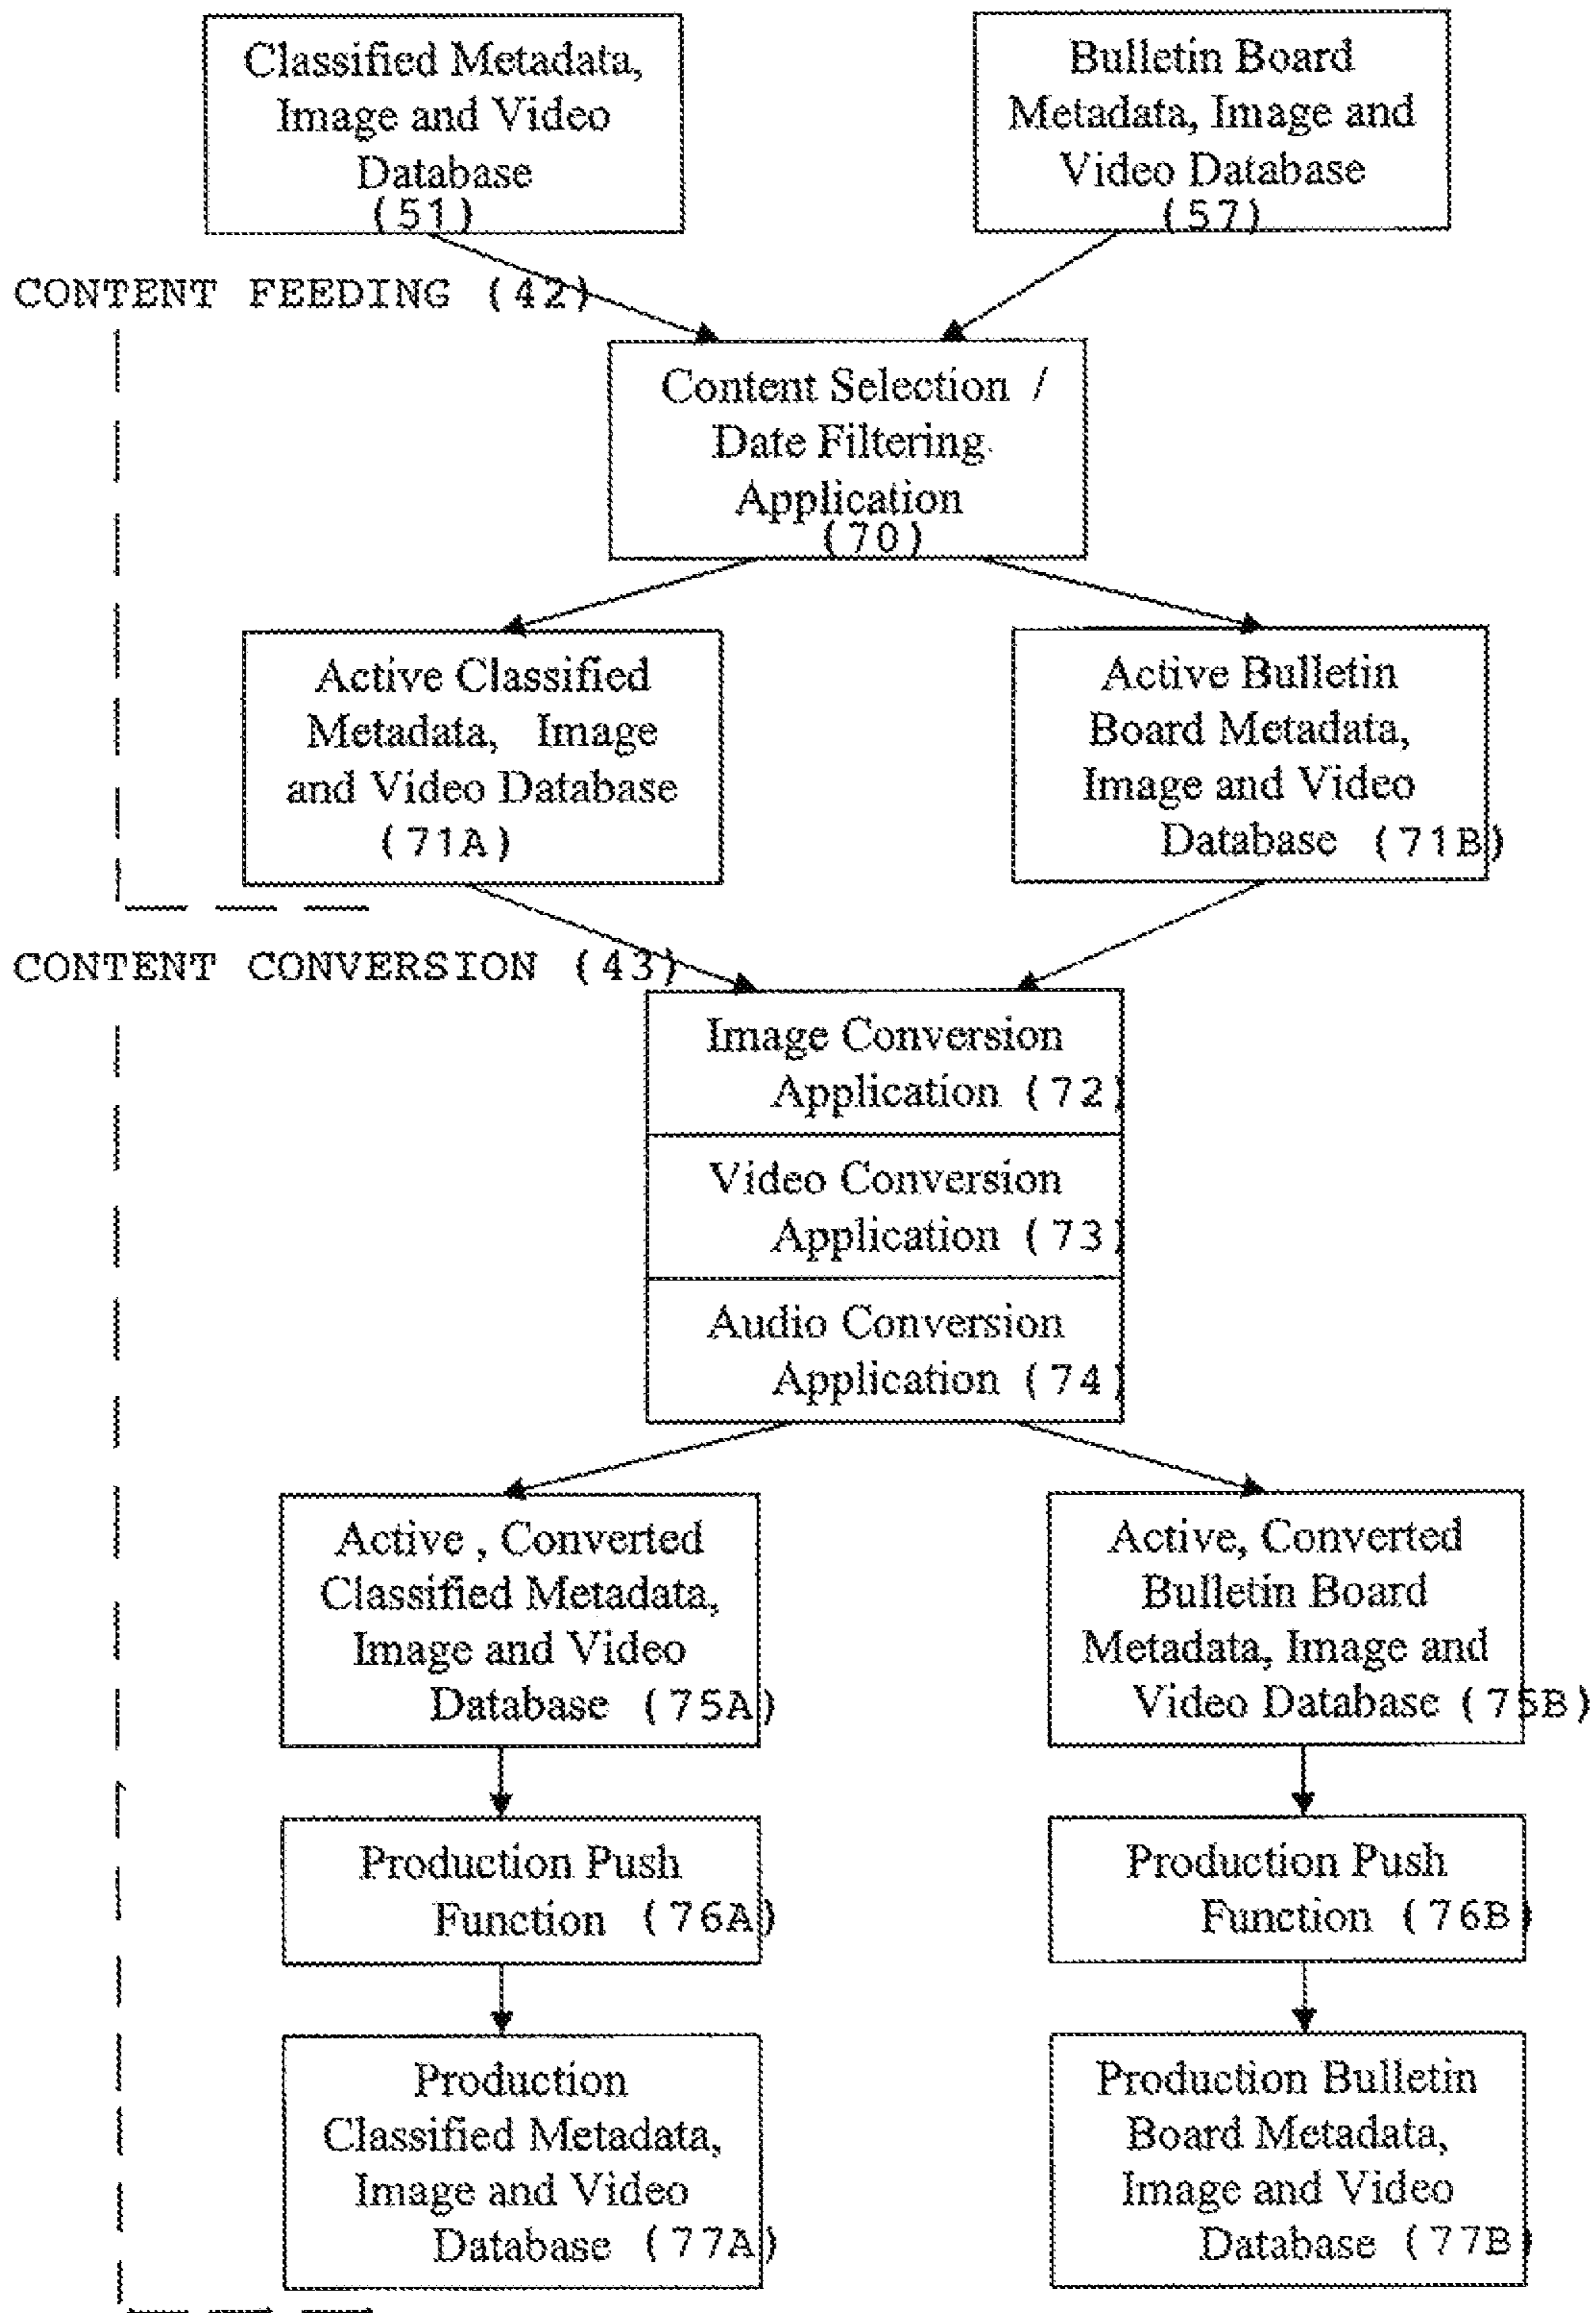 Classified Metadata,
Image and Video
Database
(51)
Bulletin Board
Metadata, Image and
Video Database
(57)
CONTENT FEEDING (42)
Content Selection /
Date Filtering
Application
(70)
Active Classified
Metadata, Image
and Video Database
(71A)
Active Bulletin
Board Metadata,
Image and Video
Database (71B)
CONTENT CONVERSION (43)
Image Conversion
Application (72)
Video Conversion
Application (73)
Audio Conversion
Application (74)
Active , Converted
Classified Metadata,
Image and Video
Database (75A)
Active, Converted
Bulletin Board
Metadata, Image and
Video Database (75B)
Production Push
Function (76A)
Production Push
Function (76B)
Production
Classified Metadata,
Image and Video
Database (77A)
Production Bulletin
Board Metadata,
Image and Video
Database (77B)